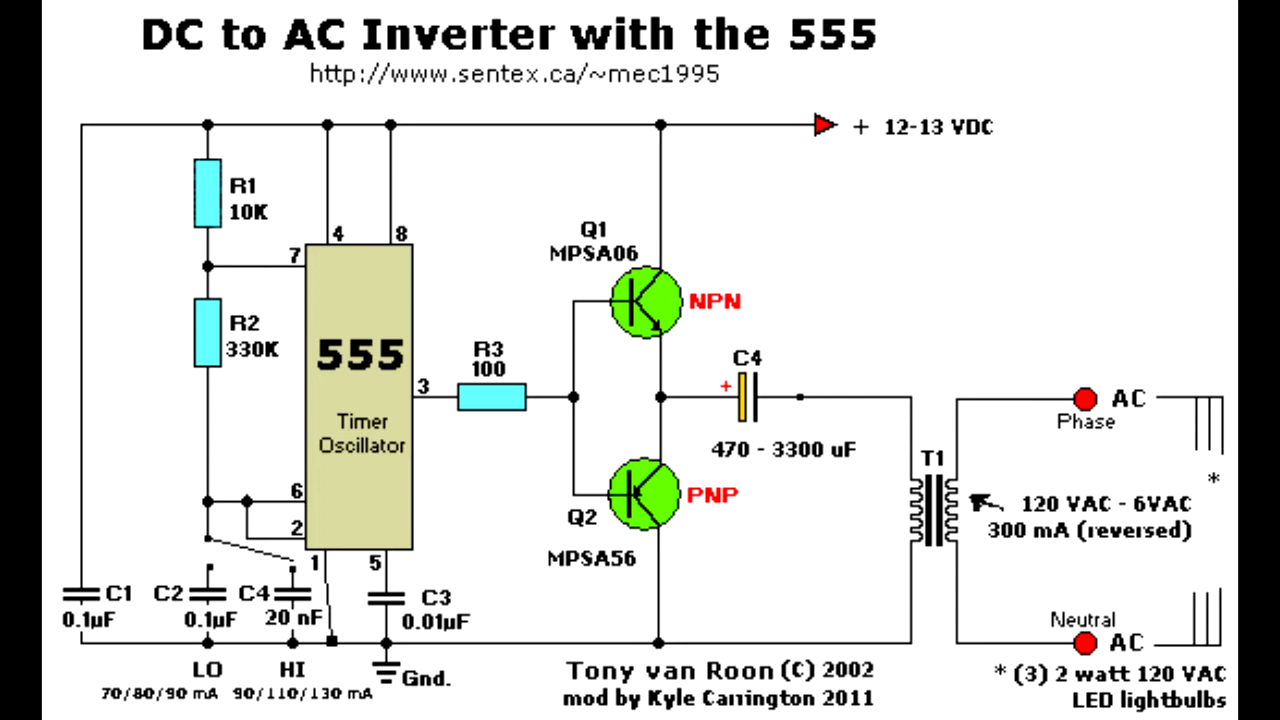 DC to AC Inverter with the 555
http://www.sentex.ca/~mec1995
+ 12-13 VDC
R1
10K
4
8
7
Q1
MPSA06
NPN
R2
330K
555
Timer
Oscillator
3
R3
100
C4
+
470 - 3300 uF
AC
Phase
T1
6
2
Q2
PNP
MPSA56
*
120 VAC - 6VAC
300 mA (reversed)
1
5
C1
0.1µF
C2
0.1µF
C4
20 nF
C3
0.01µF
Neutral
AC
LO
HI
70/80/90 mA
90/110/130 mA
Gnd.
Tony van Roon (C) 2002
mod by Kyle Carrington 2011
* (3) 2 watt 120 VAC
LED lightbulbs